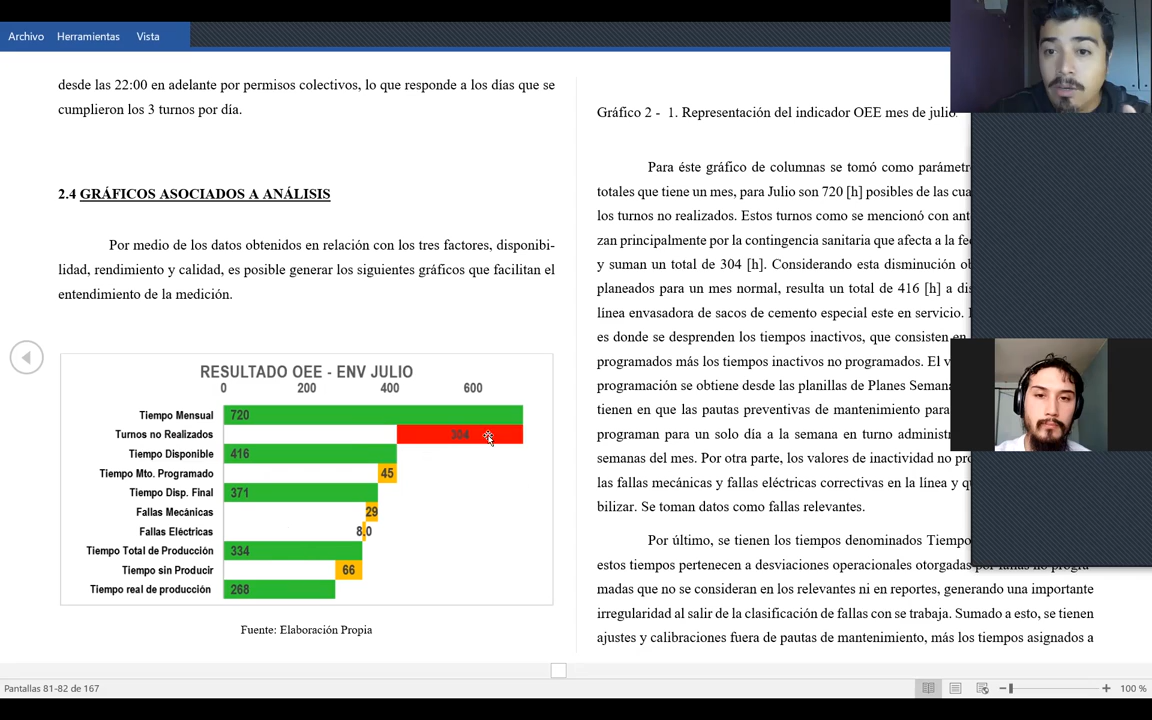 Archivo Herramientas Vista
desde las 22:00 en adelante por permisos colectivos, lo que responde a los días que se
cumplieron los 3 turnos por día.
2.4 GRÁFICOS ASOCIADOS A ANÁLISIS
Por medio de los datos obtenidos en relación con los tres factores, disponibi-
lidad, rendimiento y calidad, es posible generar los siguientes gráficos que facilitan el
entendimiento de la medición.
RESULTADO OEE - ENV JULIO
0 200 400 600
Tiempo Mensual 720
Turnos no Realizados 304
Tiempo Disponible 416
Tiempo Mto. Programado 45
Tiempo Disp. Final 371
Fallas Mecánicas 29
Fallas Eléctricas 8,0
Tiempo Total de Producción 334
Tiempo sin Producir 66
Tiempo real de producción 268
Fuente: Elaboración Propia
Gráfico 2 - 1. Representación del indicador OEE mes de julio.
Para éste gráfico de columnas se tomó como
totales que tiene un mes, para Julio son 720 [h] posibles de las
los turnos no realizados. Estos turnos como se mencionó con
zan principalmente por la contingencia sanitaria que afecta a la
y suman un total de 304 [h]. Considerando esta disminución
planeados para un mes normal, resulta un total de 416 [h] a
línea envasadora de sacos de cemento especial este en servicio.
es donde se desprenden los tiempos inactivos, que consisten en
programados más los tiempos inactivos no programados. El
programación se obtiene desde las planillas de Planes
tienen en que las pautas preventivas de mantenimiento para
programan para un solo día a la semana en turno
semanas del mes. Por otra parte, los valores de inactividad no
las fallas mecánicas y fallas eléctricas correctivas en la línea y
bilizar. Se toman datos como fallas relevantes.
Por último, se tienen los tiempos denominados Tiempo
estos tiempos pertenecen a desviaciones operacionales otorgadas por fallas no progra-
madas que no se consideran en los relevantes ni en reportes, generando una importante
irregularidad al salir de la clasificación de fallas con se trabaja. Sumado a esto, se tienen
ajustes y calibraciones fuera de pautas de mantenimiento, más los tiempos asignados a
Pantallas 81-82 de 167 100 %